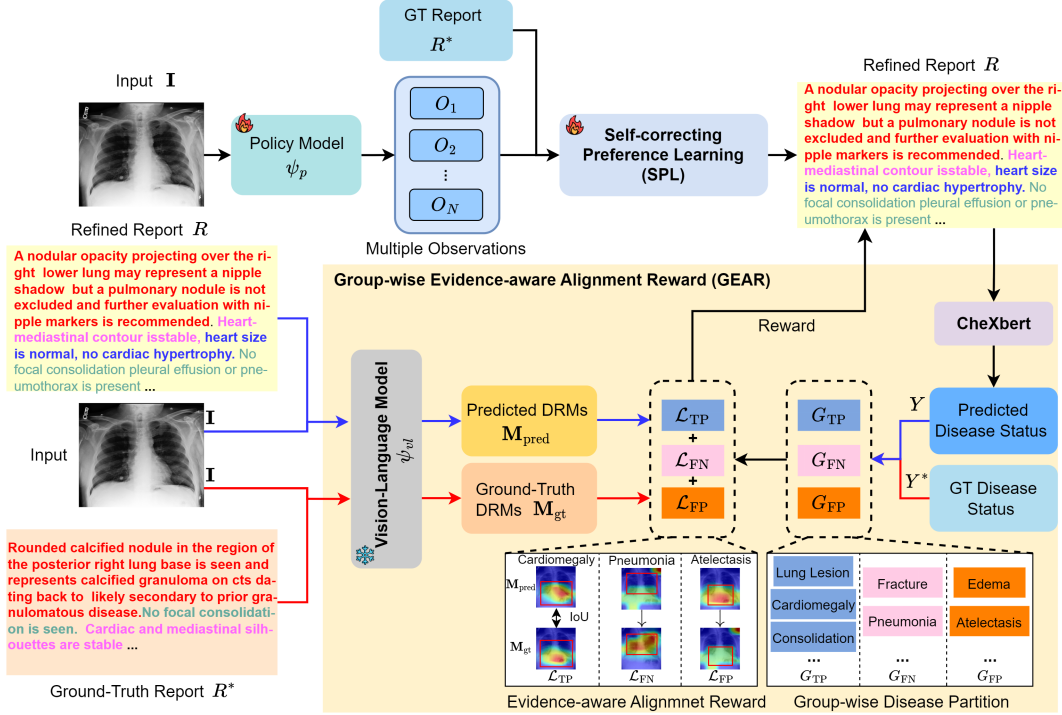 GT Report
R*
Input I
Policy Model
ψp
O1
O2
⋮
ON
Multiple Observations
Self-correcting
Preference Learning
(SPL)
Refined Report R
A nodular opacity projecting over the ri-
ght lower lung may represent a nipple
shadow but a pulmonary nodule is not
excluded and further evaluation with ni-
pple markers is recommended. Heart-
mediastinal contour isstable, heart size
is normal, no cardiac hypertrophy. No
focal consolidation pleural effusion or pne-
umothorax is present ...
Refined Report R
A nodular opacity projecting over the ri-
ght lower lung may represent a nipple
shadow but a pulmonary nodule is not
excluded and further evaluation with ni-
pple markers is recommended. Heart-
mediastinal contour isstable, heart size
is normal, no cardiac hypertrophy. No
focal consolidation pleural effusion or pne-
umothorax is present ...
Input
I
I
Rounded calcified nodule in the region of
the posterior right lung base is seen and
represents calcified granuloma on cts da-
ting back to likely secondary to prior gra-
nulomatous disease.No focal consolidati-
on is seen. Cardiac and mediastinal silh-
ouettes are stable ...
Ground-Truth Report R*
Group-wise Evidence-aware Alignment Reward (GEAR)
Reward
CheXbert
Vision-Language Model
ψvl
Predicted DRMs
Mpred
Ground-Truth
DRMs Mgt
LTP
+
LFN
+
LFP
GTP
GFN
GFP
Y
Y*
Predicted
Disease Status
GT Disease
Status
Cardiomegaly Pneumonia Atelectasis
Mpred
IoU
Mgt
LTP LFN LFP
Evidence-aware Alignmnet Reward
Lung Lesion
Cardiomegaly
Consolidation
...
GTP
Fracture
Pneumonia
...
GFN
Edema
Atelectasis
...
GFP
Group-wise Disease Partition